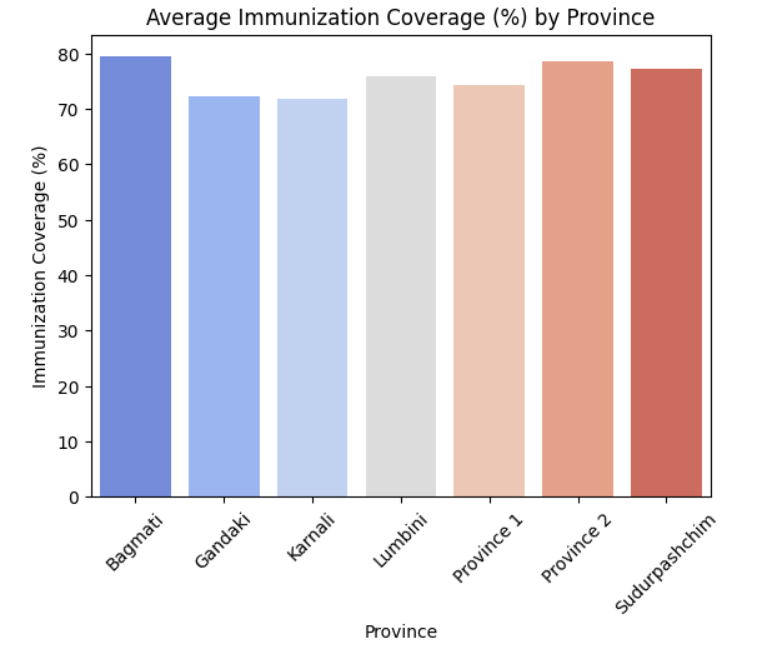 Average Immunization Coverage (%) by Province
Immunization Coverage (%)
80
70
60
50
40
30
20
10
0
Bagmati
Gandaki
Karnali
Lumbini
Province 1
Province 2
Sudurpashchim
Province